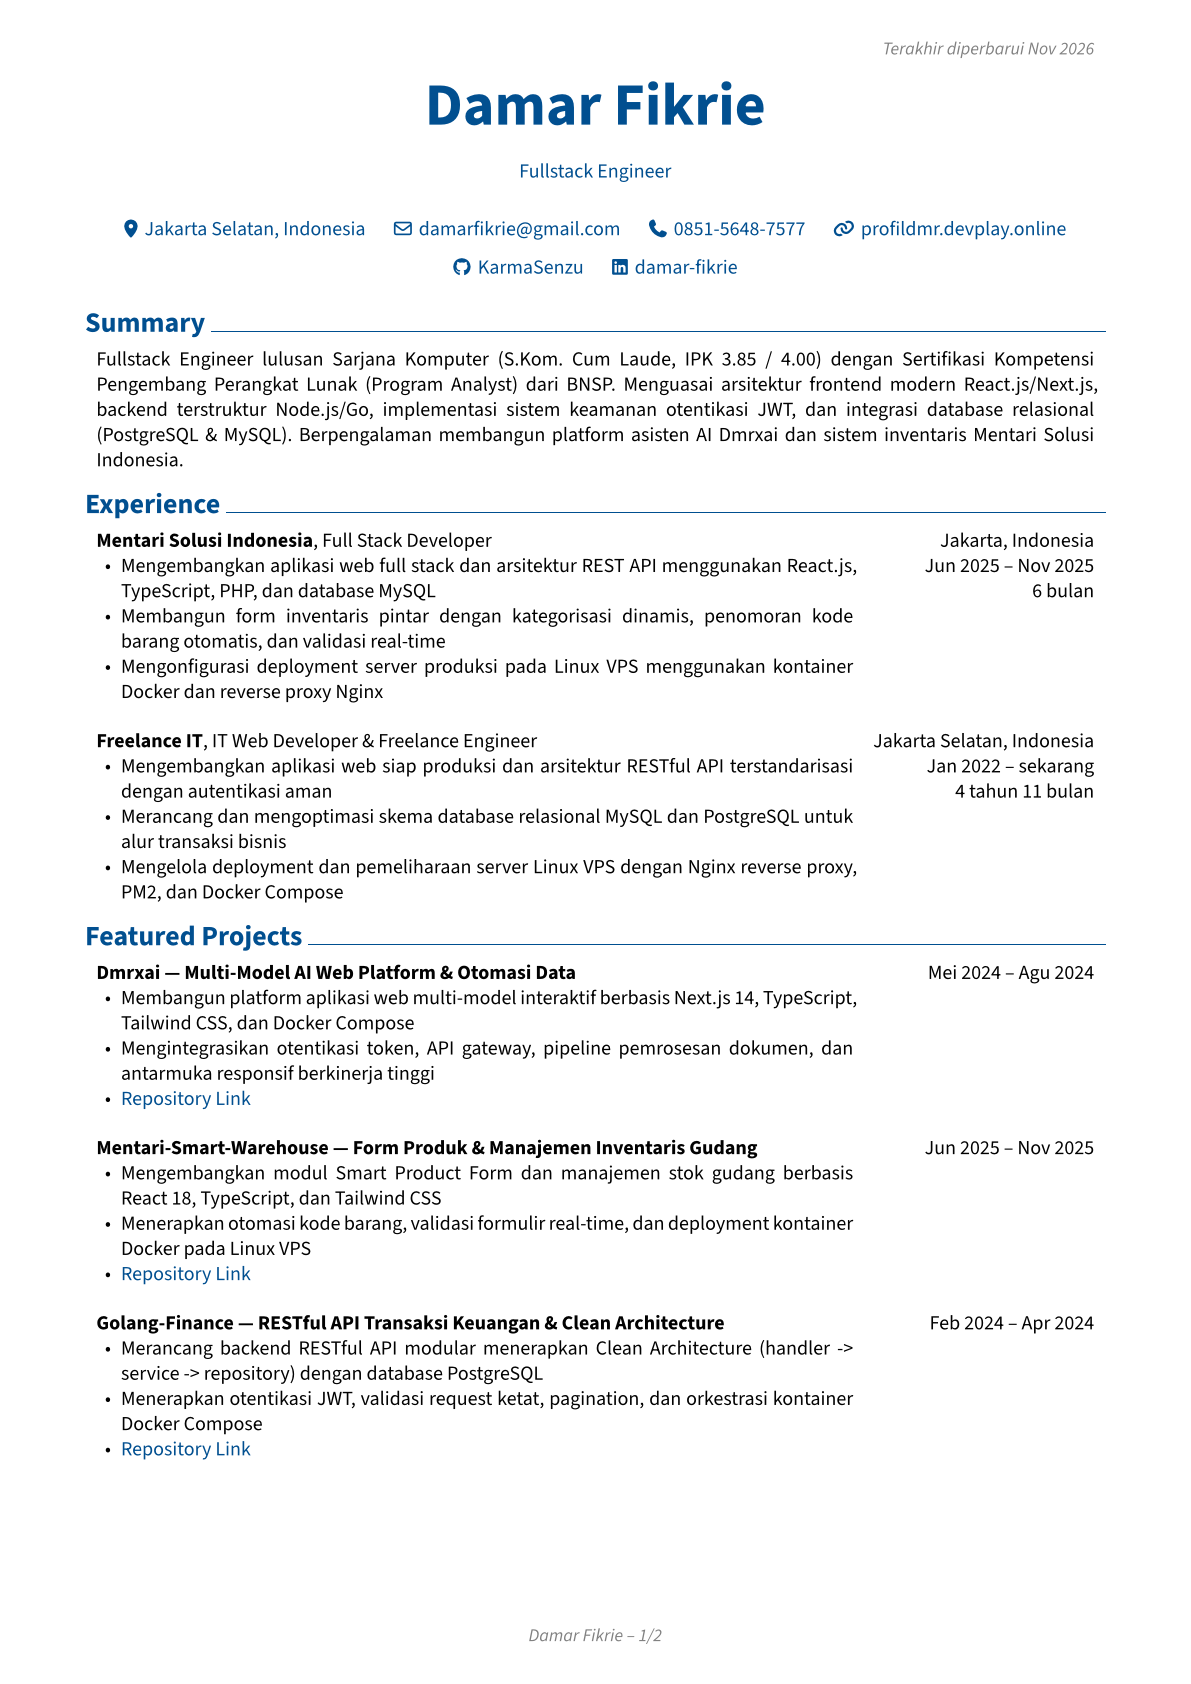 Terakhir diperbarui Nov 2026
Damar Fikrie
Fullstack Engineer
Jakarta Selatan, Indonesia damarfikrie@gmail.com 0851-5648-7577 profildmr.devplay.online
KarmaSenzu damar-fikrie
Summary
Fullstack Engineer lulusan Sarjana Komputer (S.Kom. Cum Laude, IPK 3.85 / 4.00) dengan Sertifikasi Kompetensi
Pengembang Perangkat Lunak (Program Analyst) dari BNSP. Menguasai arsitektur frontend modern React.js/Next.js,
backend terstruktur Node.js/Go, implementasi sistem keamanan otentikasi JWT, dan integrasi database relasional
(PostgreSQL & MySQL). Berpengalaman membangun platform asisten AI Dmrxai dan sistem inventaris Mentari Solusi
Indonesia.
Experience
Mentari Solusi Indonesia, Full Stack Developer Jakarta, Indonesia
• Mengembangkan aplikasi web full stack dan arsitektur REST API menggunakan React.js, Jun 2025 – Nov 2025
TypeScript, PHP, dan database MySQL 6 bulan
• Membangun form inventaris pintar dengan kategorisasi dinamis, penomoran kode
barang otomatis, dan validasi real-time
• Mengonfigurasi deployment server produksi pada Linux VPS menggunakan kontainer
Docker dan reverse proxy Nginx
Freelance IT, IT Web Developer & Freelance Engineer Jakarta Selatan, Indonesia
• Mengembangkan aplikasi web siap produksi dan arsitektur RESTful API terstandarisasi Jan 2022 – sekarang
dengan autentikasi aman 4 tahun 11 bulan
• Merancang dan mengoptimasi skema database relasional MySQL dan PostgreSQL untuk
alur transaksi bisnis
• Mengelola deployment dan pemeliharaan server Linux VPS dengan Nginx reverse proxy,
PM2, dan Docker Compose
Featured Projects
Dmrxai — Multi-Model AI Web Platform & Otomasi Data Mei 2024 – Agu 2024
• Membangun platform aplikasi web multi-model interaktif berbasis Next.js 14, TypeScript,
Tailwind CSS, dan Docker Compose
• Mengintegrasikan otentikasi token, API gateway, pipeline pemrosesan dokumen, dan
antarmuka responsif berkinerja tinggi
• Repository Link
Mentari-Smart-Warehouse — Form Produk & Manajemen Inventaris Gudang Jun 2025 – Nov 2025
• Mengembangkan modul Smart Product Form dan manajemen stok gudang berbasis
React 18, TypeScript, dan Tailwind CSS
• Menerapkan otomasi kode barang, validasi formulir real-time, dan deployment kontainer
Docker pada Linux VPS
• Repository Link
Golang-Finance — RESTful API Transaksi Keuangan & Clean Architecture Feb 2024 – Apr 2024
• Merancang backend RESTful API modular menerapkan Clean Architecture (handler ->
service -> repository) dengan database PostgreSQL
• Menerapkan otentikasi JWT, validasi request ketat, pagination, dan orkestrasi kontainer
Docker Compose
• Repository Link
Damar Fikrie – 1/2